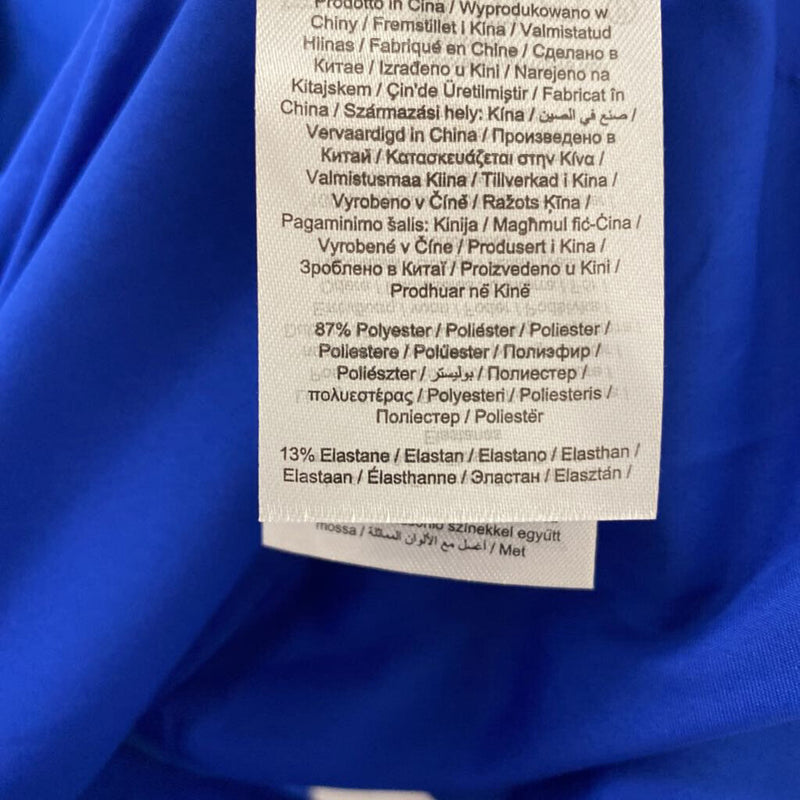 Prodotto in Cina / Wyprodukowano w
Chiny / Fremstillet i Kina / Valmistatud
Hiinas / Fabriqué en Chine / Сделано в
Китае / Izrađeno u Kini / Narejeno na
Kitajskem / Çin'de Üretilmiştir / Fabricat în
China / Származási hely: Kína / صنع في الصين /
Vervaardigd in China / Произведено в
Китай / Κατασκευάζεται στην Κίνα /
Valmistusmaa Kiina / Tillverkad i Kina /
Vyrobeno v Číně / Ražots Ķīna /
Pagaminimo šalis: Kinija / Magħmul fiċ-Ċina /
Vyrobené v Číne / Produsert i Kina /
Зроблено в Китаї / Proizvedeno u Kini /
Prodhuar në Kinë
87% Polyester / Poliéster / Poliester /
Poliestere / Polüester / Полиэфир /
Poliészter / بوليستر / Полиестер /
πολυεστέρας / Polyesteri / Poliesteris /
Поліестер / Poliestër
13% Elastane / Elastan / Elastano / Elasthan /
Elastaan / Élasthanne / Эластан / Elasztán /
színekkel együtt
mossa / اغسل مع الألوان المماثلة / Met